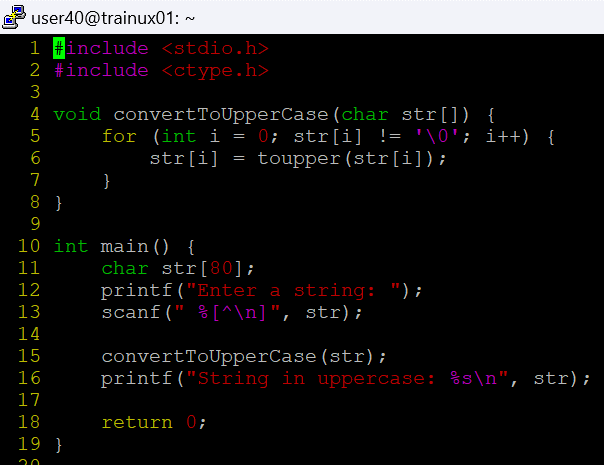 user40@trainux01: ~
1 #include <stdio.h>
2 #include <ctype.h>
3
4 void convertToUpperCase(char str[]) {
5     for (int i = 0; str[i] != '\0'; i++) {
6         str[i] = toupper(str[i]);
7     }
8 }
9
10 int main() {
11     char str[80];
12     printf("Enter a string: ");
13     scanf(" %[^\n]", str);
14
15     convertToUpperCase(str);
16     printf("String in uppercase: %s\n", str);
17
18     return 0;
19 }
20